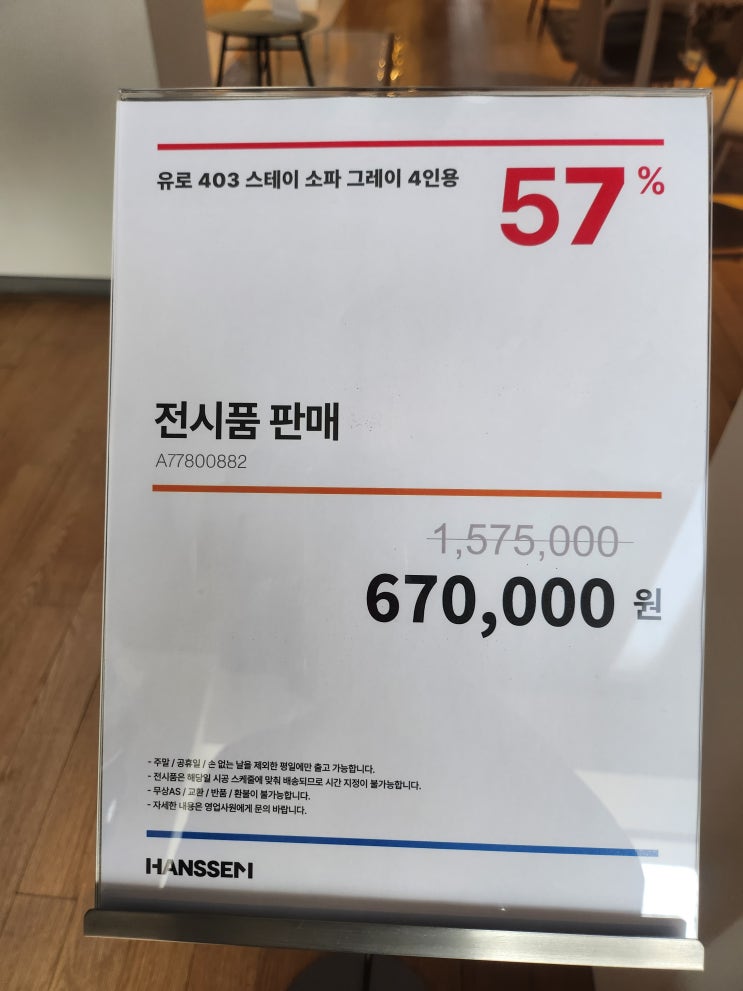 유로 403 스테이 소파 그레이 4인용
57%
전시품 판매
A77800882
1,575,000
670,000 원
- 주말 / 공휴일 / 손 없는 날을 제외한 평일에만 출고 가능합니다.
- 전시품은 해당일 시공 스케줄에 맞춰 배송되므로 시간 지정이 불가능합니다.
- 무상AS / 교환 / 반품 / 환불이 불가능합니다.
- 자세한 내용은 영업사원에게 문의 바랍니다.
HANSSEM